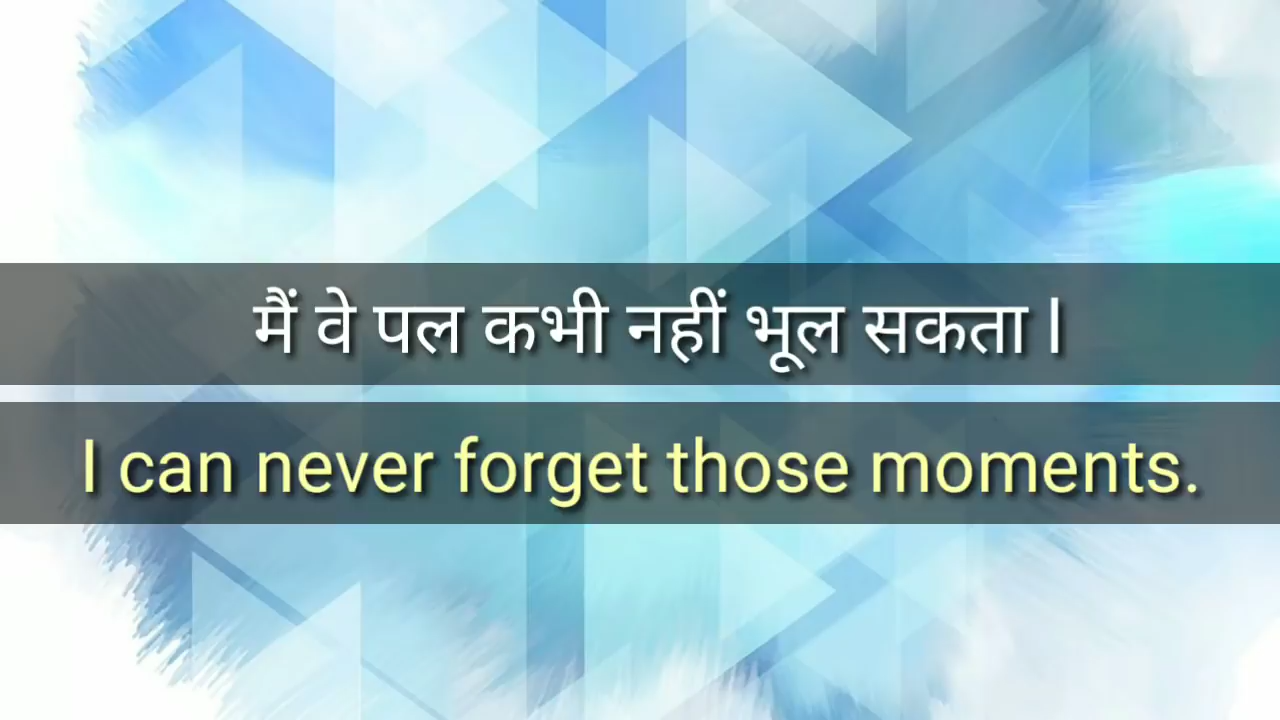 मैं वे पल कभी नहीं भूल सकता l
I can never forget those moments.